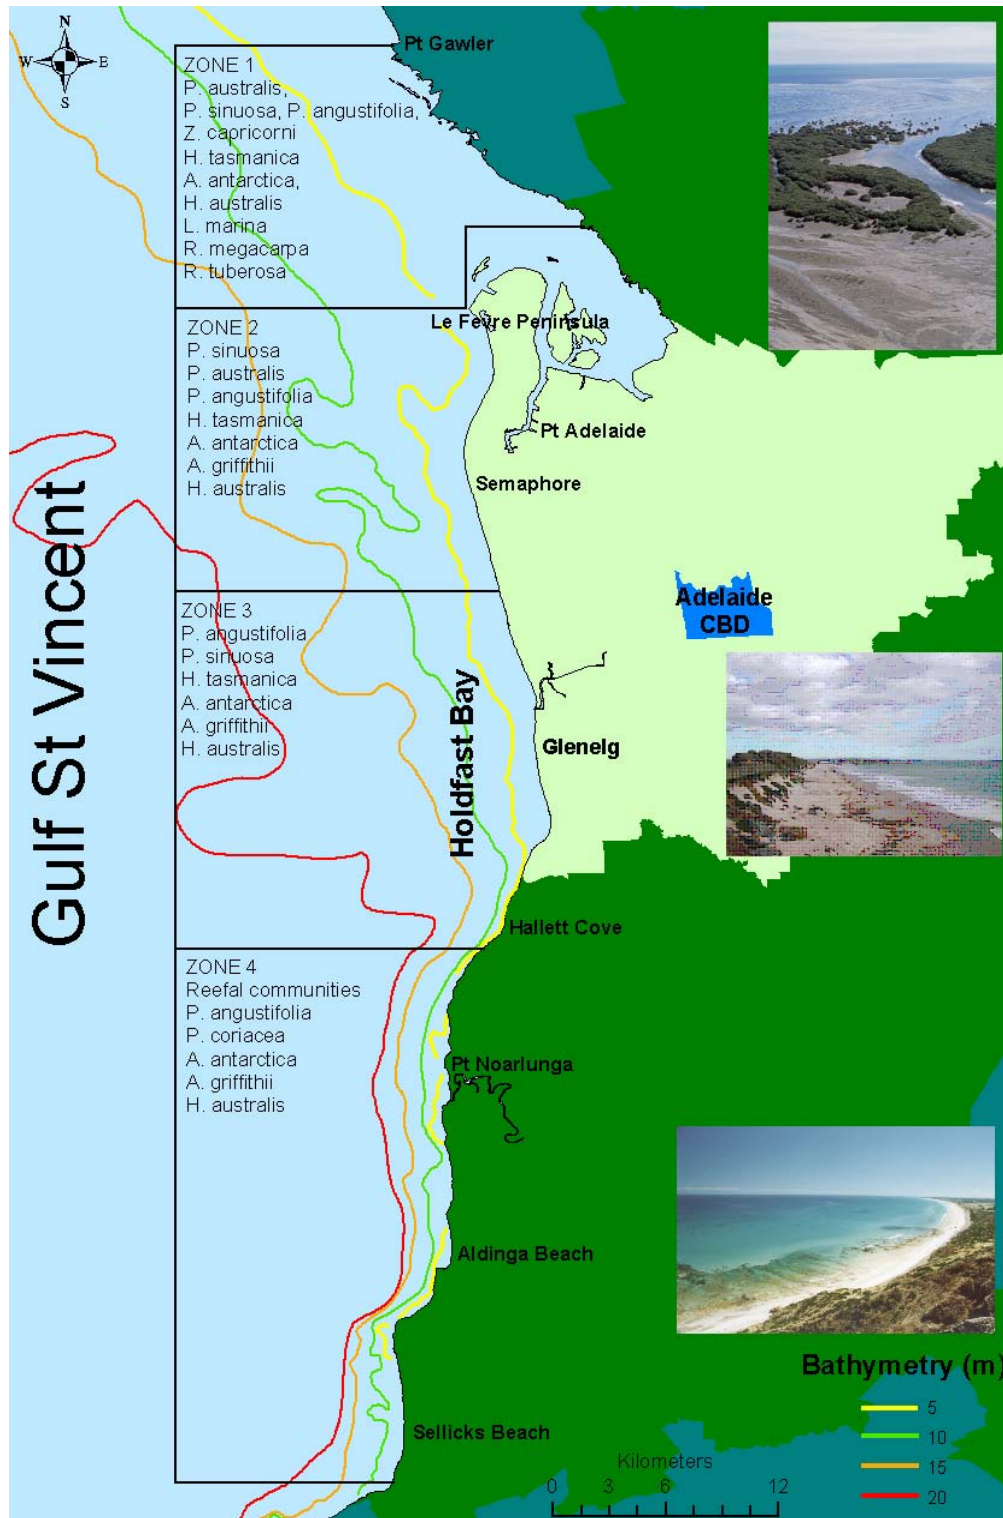 N
W
E
S
Pt Gawler
ZONE 1
P. australis,
P. sinuosa, P. angustifolia,
Z. capricorni
H. tasmanica
A. antarctica,
H. australis
L. marina
R. megacarpa
R. tuberosa
Le Fevre Peninsula
ZONE 2
P. sinuosa
P. australis
P. angustifolia
H. tasmanica
A. antarctica
A. griffithii
H. australis
Pt Adelaide
Semaphore
Gulf St Vincent
Adelaide
CBD
ZONE 3
P. angustifolia
P. sinuosa
H. tasmanica
A. antarctica
A. griffithii
H. australis
Holdfast Bay
Glenelg
Hallett Cove
ZONE 4
Reefal communities
P. angustifolia
P. coriacea
A. antarctica
A. griffithii
H. australis
Pt Noarlunga
Aldinga Beach
Sellicks Beach
Bathymetry (m)
5
10
15
20
Kilometers
0 3 6 12